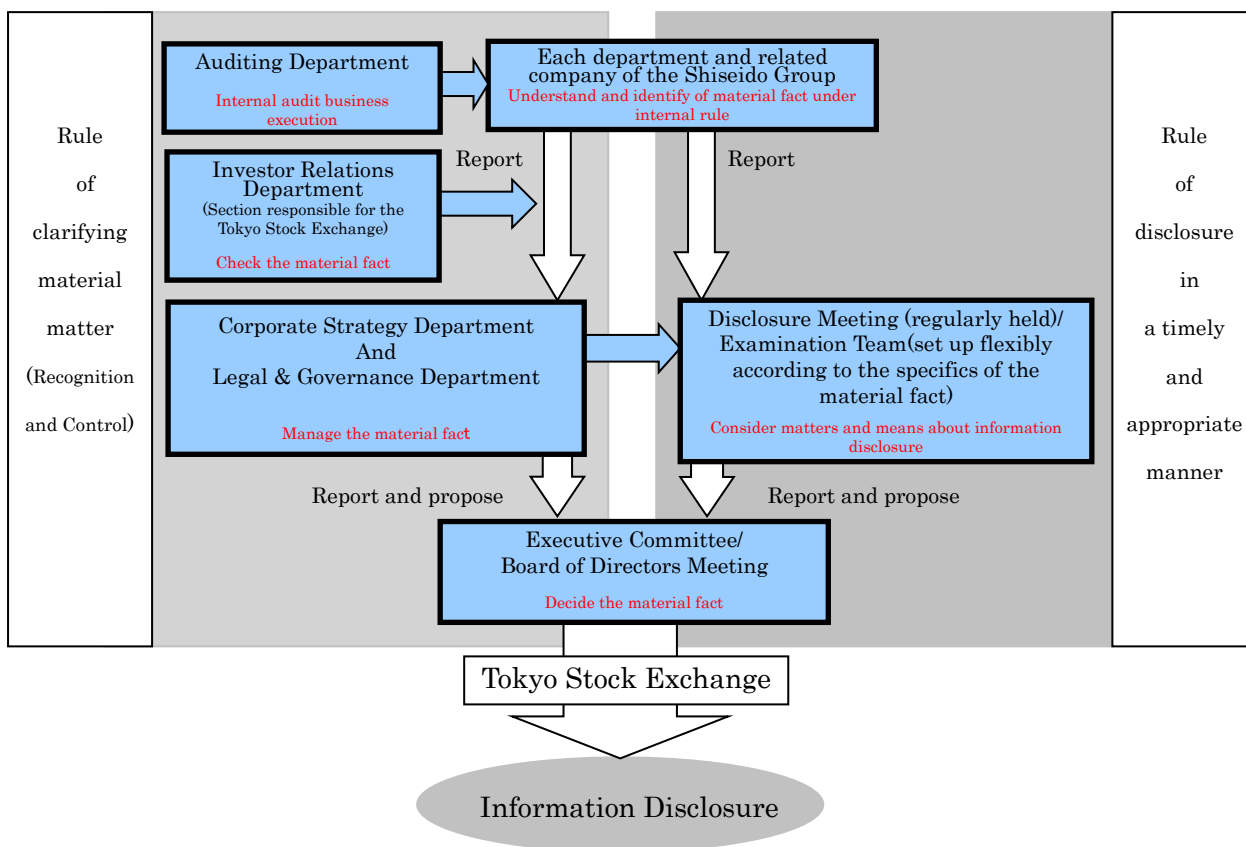 Rule
of
clarifying
material
matter
(Recognition
and Control)
Auditing Department
Internal audit business
execution
Each department and related
company of the Shiseido Group
Understand and identify of material fact under
internal rule
Report
Report
Investor Relations
Department
(Section responsible for the
Tokyo Stock Exchange)
Check the material fact
Corporate Strategy Department
And
Legal & Governance Department
Manage the material fact
Disclosure Meeting (regularly held)/
Examination Team(set up flexibly
according to the specifics of the
material fact)
Consider matters and means about information
disclosure
Report and propose
Report and propose
Executive Committee/
Board of Directors Meeting
Decide the material fact
Tokyo Stock Exchange
Information Disclosure
Rule
of
disclosure
in
a timely
and
appropriate
manner